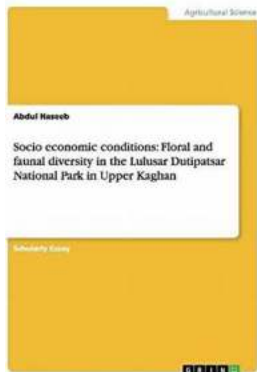 Agricultural Science
Abdul Haseeb
Socio economic conditions: Floral and
faunal diversity in the Lulusar Dutipatsar
National Park in Upper Kaghan
Scholarly Essay
GRIN